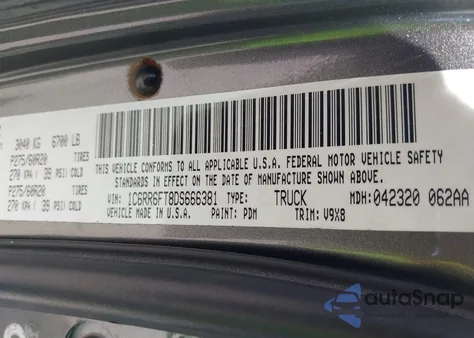 3040 KG 6700 LB
P275/60R20 TIRES
270 KPA ( 39 PSI) COLD
P275/60R20 TIRES
270 KPA ( 39 PSI) COLD
THIS VEHICLE CONFORMS TO ALL APPLICABLE U.S.A. FEDERAL MOTOR VEHICLE SAFETY
STANDARDS IN EFFECT ON THE DATE OF MANUFACTURE SHOWN ABOVE.
VIN: 1C6RR6FT8DS666381 TYPE: TRUCK MDH: 042320 062AA
MADE IN U.S.A. PAINT: PDM TRIM: V9X8
autoSnap